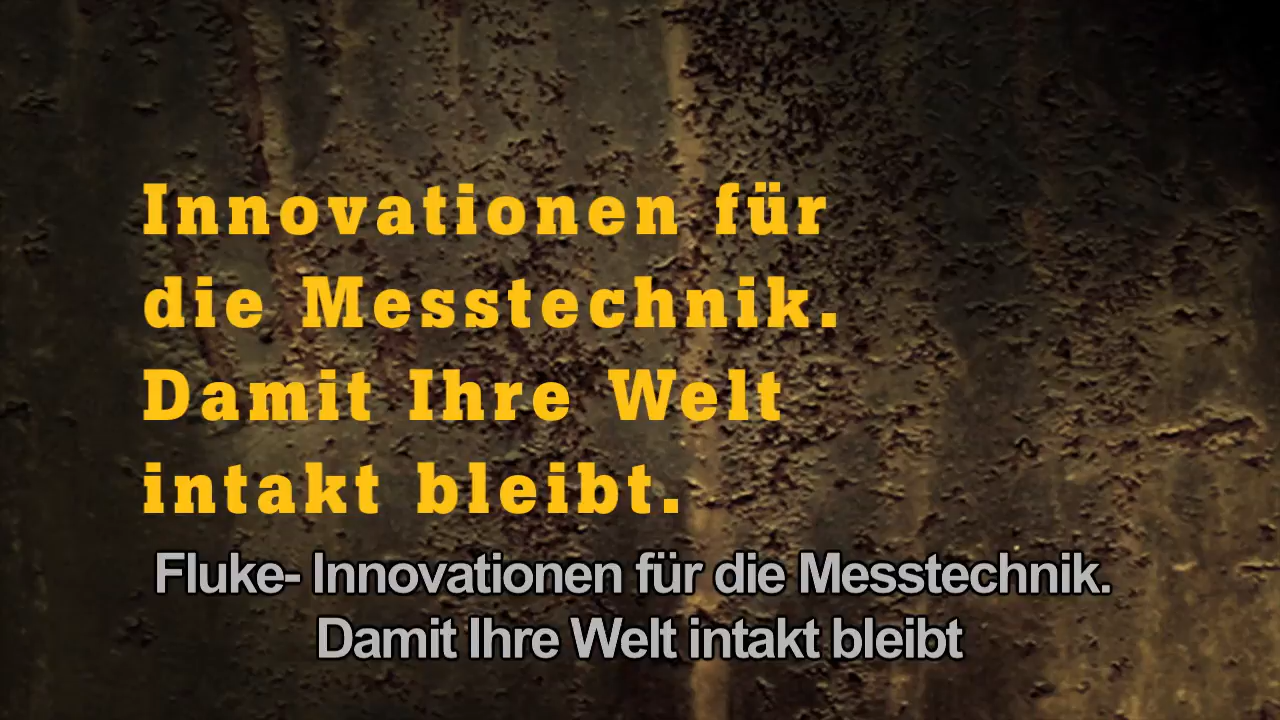 Innovationen für
die Messtechnik.
Damit Ihre Welt
intakt bleibt.
Fluke- Innovationen für die Messtechnik.
Damit Ihre Welt intakt bleibt